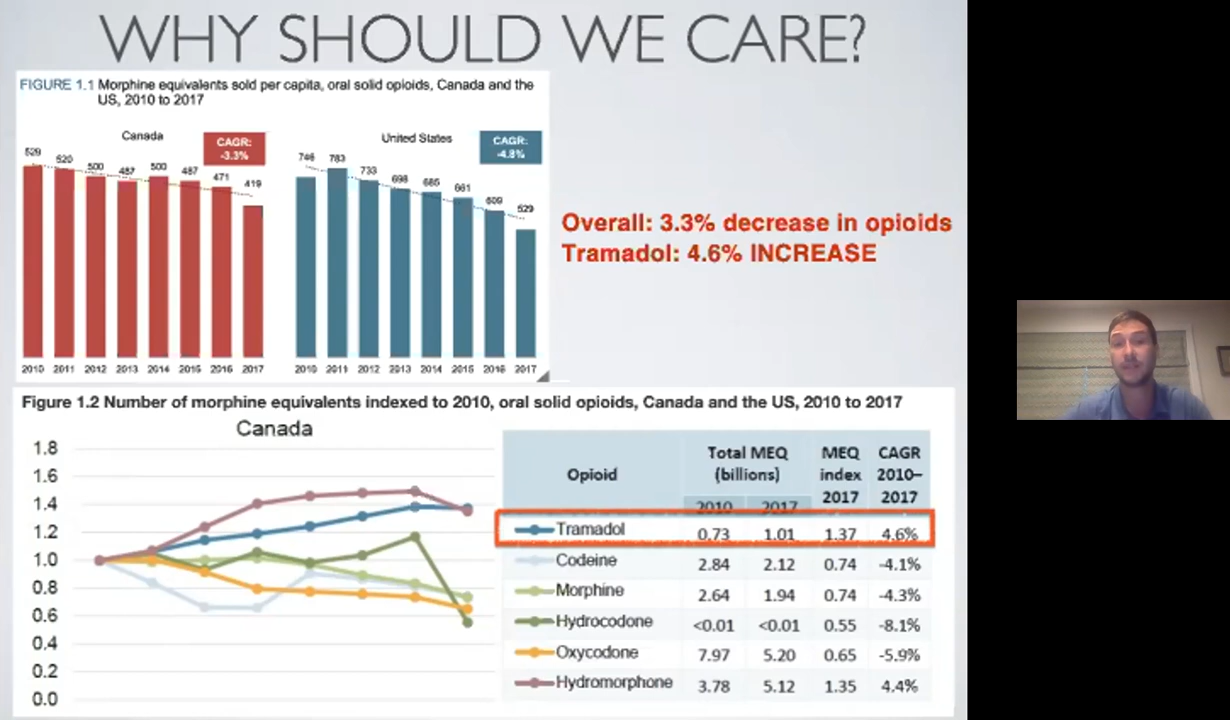 WHY SHOULD WE CARE?
FIGURE 1.1 Morphine equivalents sold per capita, oral solid opioids, Canada and the
US, 2010 to 2017
Canada
CAGR:
-3.3%
529 520 500 487 500 487 471 419
2010 2011 2012 2013 2014 2015 2016 2017
United States
CAGR:
-4.8%
746 783 733 698 685 661 609 529
2010 2011 2012 2013 2014 2015 2016 2017
Overall: 3.3% decrease in opioids
Tramadol: 4.6% INCREASE
Figure 1.2 Number of morphine equivalents indexed to 2010, oral solid opioids, Canada and the US, 2010 to 2017
Canada
1.8
1.6
1.4
1.2
1.0
0.8
0.6
0.4
0.2
0.0
Opioid
Total MEQ
(billions)
2010 2017
MEQ
index
2017
CAGR
2010–
2017
Tramadol 0.73 1.01 1.37 4.6%
Codeine 2.84 2.12 0.74 -4.1%
Morphine 2.64 1.94 0.74 -4.3%
Hydrocodone <0.01 <0.01 0.55 -8.1%
Oxycodone 7.97 5.20 0.65 -5.9%
Hydromorphone 3.78 5.12 1.35 4.4%